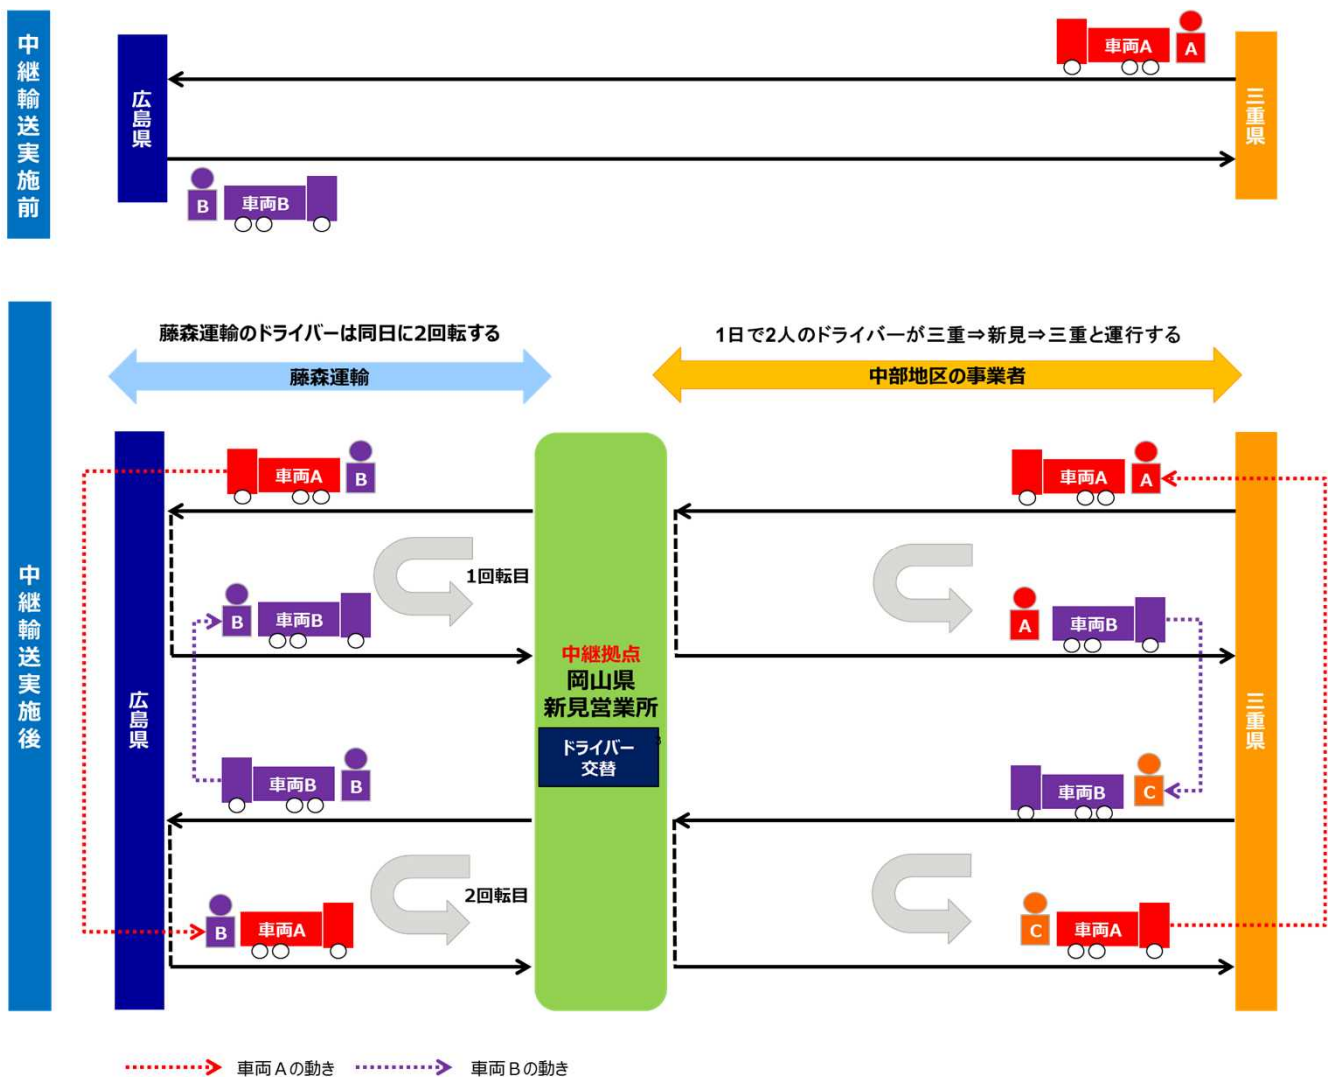 中継輸送実施前
広島県
車両A
A
三重県
B
車両B
中継輸送実施後
藤森運輸のドライバーは同日に2回転する
藤森運輸
1日で2人のドライバーが三重⇒新見⇒三重と運行する
中部地区の事業者
広島県
車両A
B
1回転目
B
車両B
車両B
B
2回転目
B
車両A
中継拠点
岡山県
新見営業所
ドライバー
交替
3
車両A
A
A
車両B
車両B
C
C
車両A
三重県
車両Aの動き
車両Bの動き